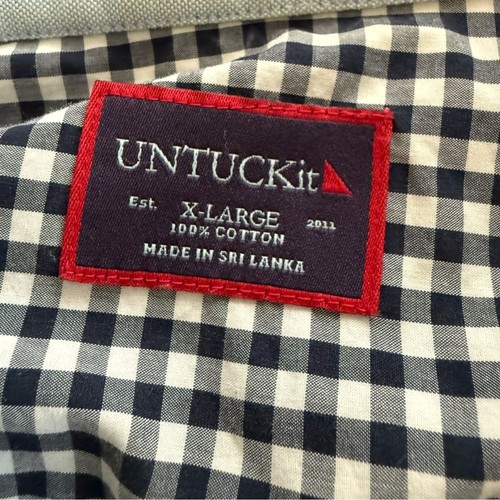 UNTUCKit
Est. X-LARGE 2011
100% COTTON
MADE IN SRI LANKA